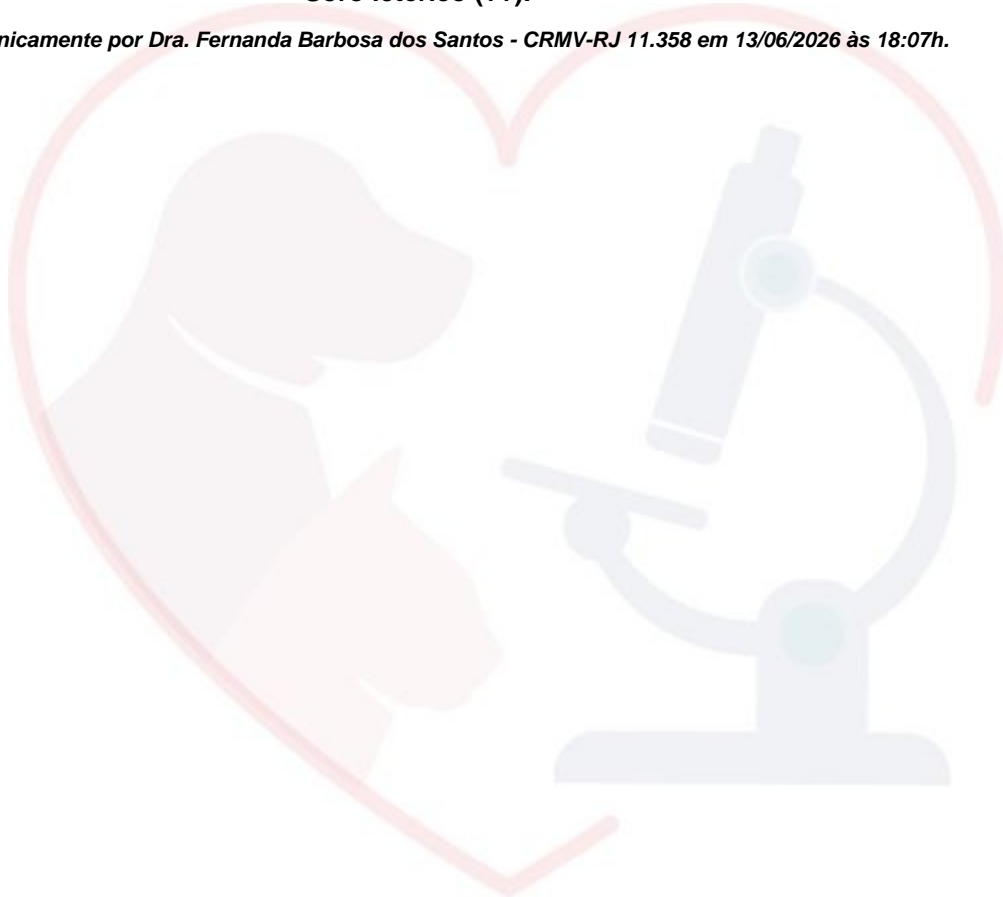 nicamente por Dra. Fernanda Barbosa dos Santos - CRMV-RJ 11.358 em 13/06/2026 às 18:07h.